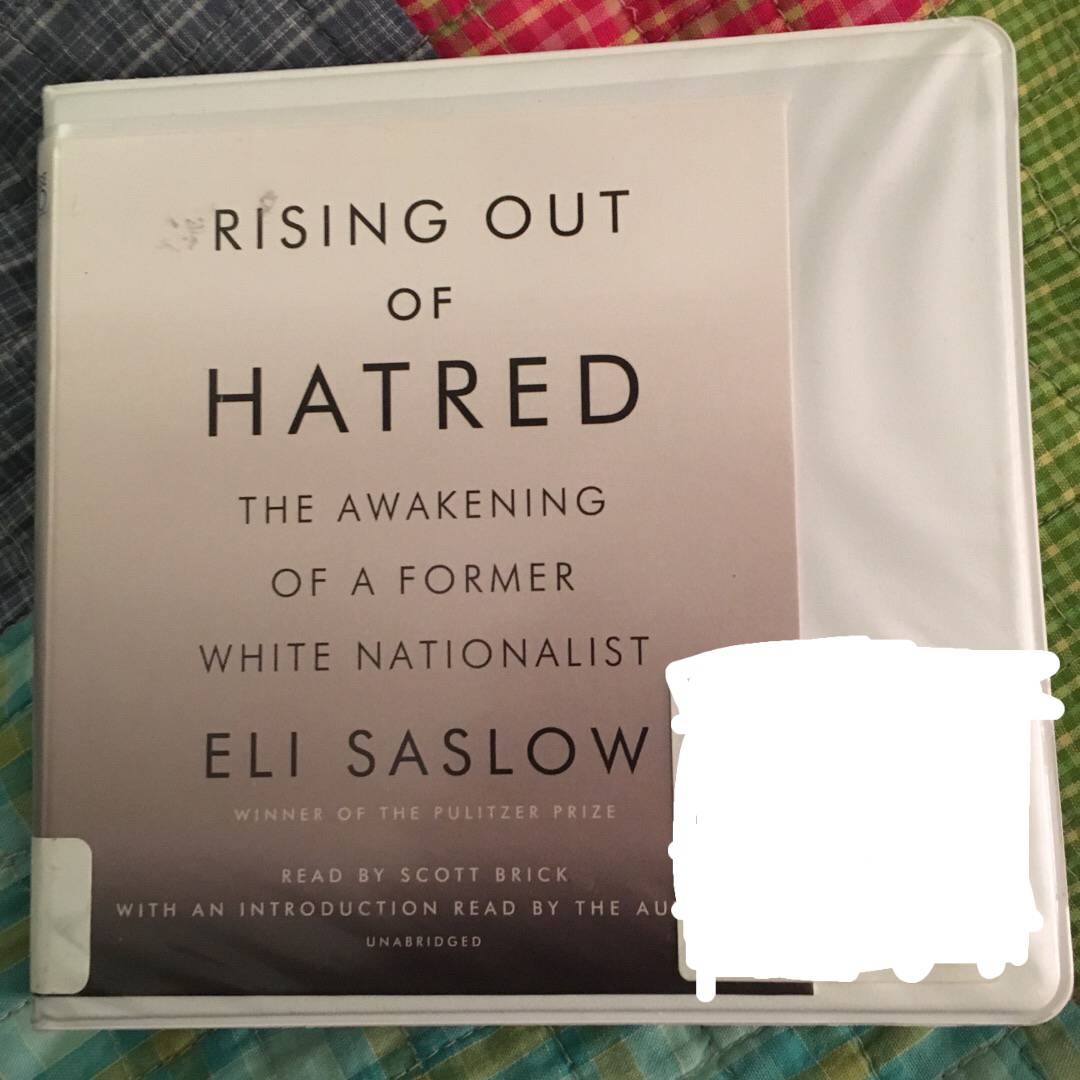 RISING OUT
OF
HATRED
THE AWAKENING
OF A FORMER
WHITE NATIONALIST
ELI SASLOW
WINNER OF THE PULITZER PRIZE
READ BY SCOTT BRICK
WITH AN INTRODUCTION READ BY THE AU
UNABRIDGED